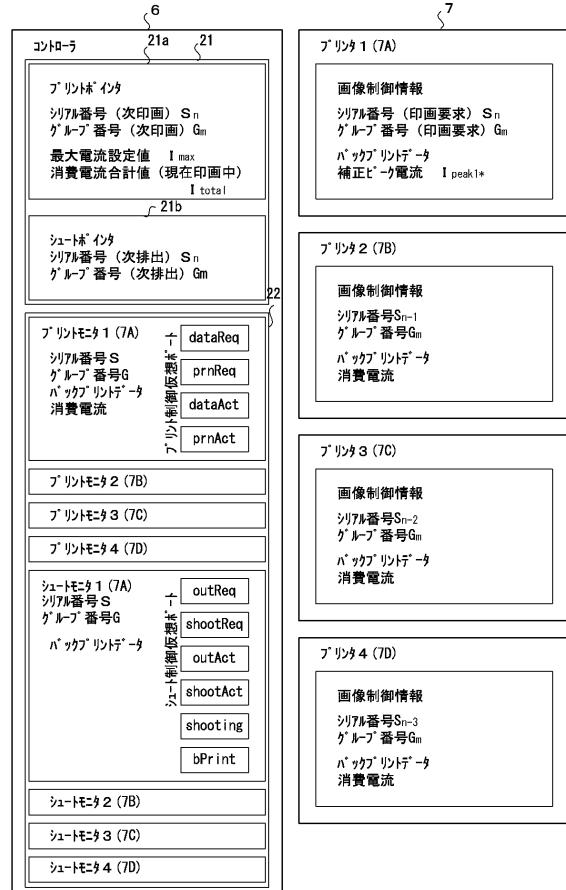 6
コントローラ
21a
21
プリントポインタ
シリアル番号（次印画）Sn
グループ番号（次印画）Gm
最大電流設定値 Imax
消費電流合計値（現在印画中）
Itotal
21b
シュートポインタ
シリアル番号（次排出）Sn
グループ番号（次排出）Gm
22
プリントモニタ1（7A）
シリアル番号S
グループ番号G
バックプリントデータ
消費電流
プリント制御仮想ポート
dataReq
prnReq
dataAct
prnAct
プリントモニタ2（7B）
プリントモニタ3（7C）
プリントモニタ4（7D）
シュートモニタ1（7A）
シリアル番号S
グループ番号G
バックプリントデータ
シュート制御仮想ポート
outReq
shootReq
outAct
shootAct
shooting
bPrint
シュートモニタ2（7B）
シュートモニタ3（7C）
シュートモニタ4（7D）
7
プリンタ1（7A）
画像制御情報
シリアル番号（印画要求）Sn
グループ番号（印画要求）Gm
バックプリントデータ
補正ピーク電流 Ipeak1*
プリンタ2（7B）
画像制御情報
シリアル番号Sn-1
グループ番号Gm
バックプリントデータ
消費電流
プリンタ3（7C）
画像制御情報
シリアル番号Sn-2
グループ番号Gm
バックプリントデータ
消費電流
プリンタ4（7D）
画像制御情報
シリアル番号Sn-3
グループ番号Gm
バックプリントデータ
消費電流